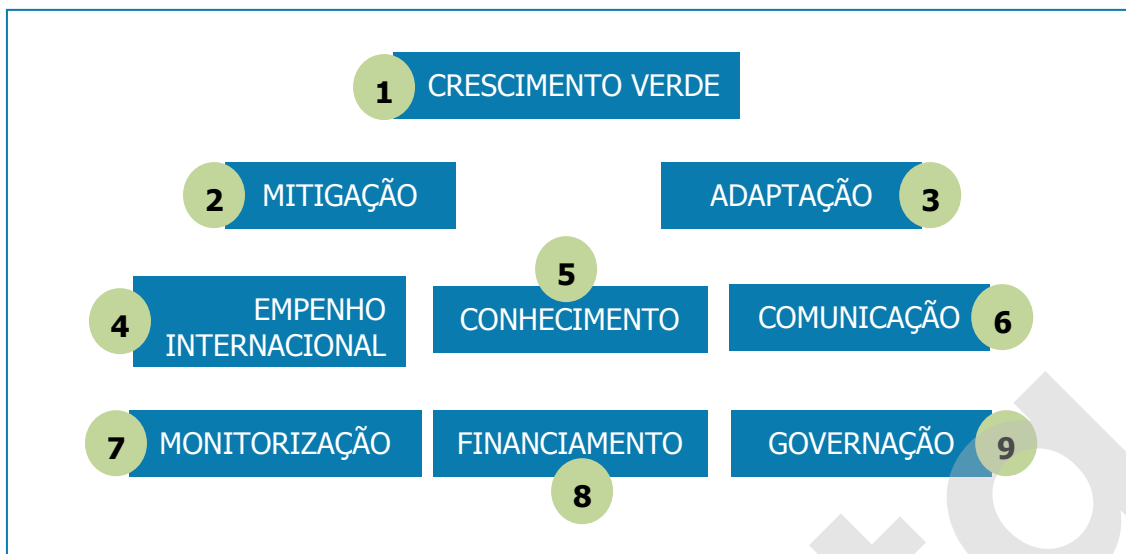 1 CRESCIMENTO VERDE
2 MITIGAÇÃO
ADAPTAÇÃO 3
4 EMPENHO
INTERNACIONAL
5
CONHECIMENTO
COMUNICAÇÃO 6
7 MONITORIZAÇÃO
FINANCIAMENTO
8
GOVERNAÇÃO 9